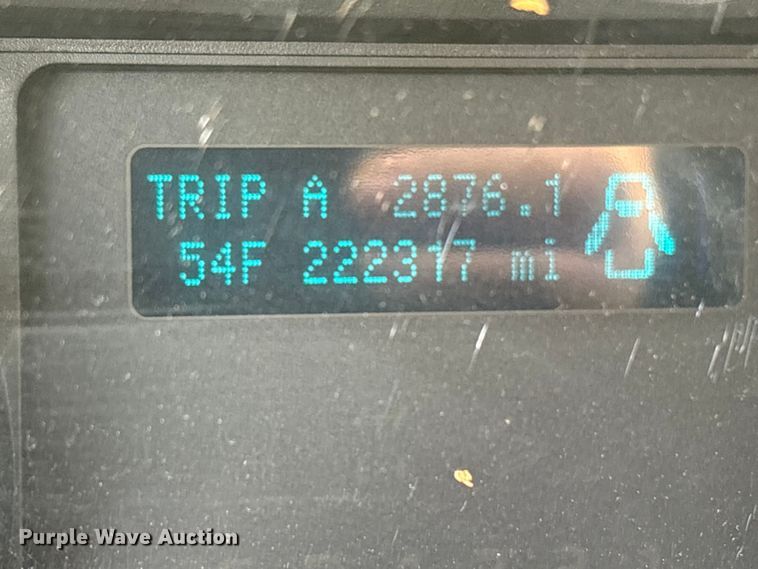 TRIP A 2876.1
54F 222317 mi
Purple Wave Auction